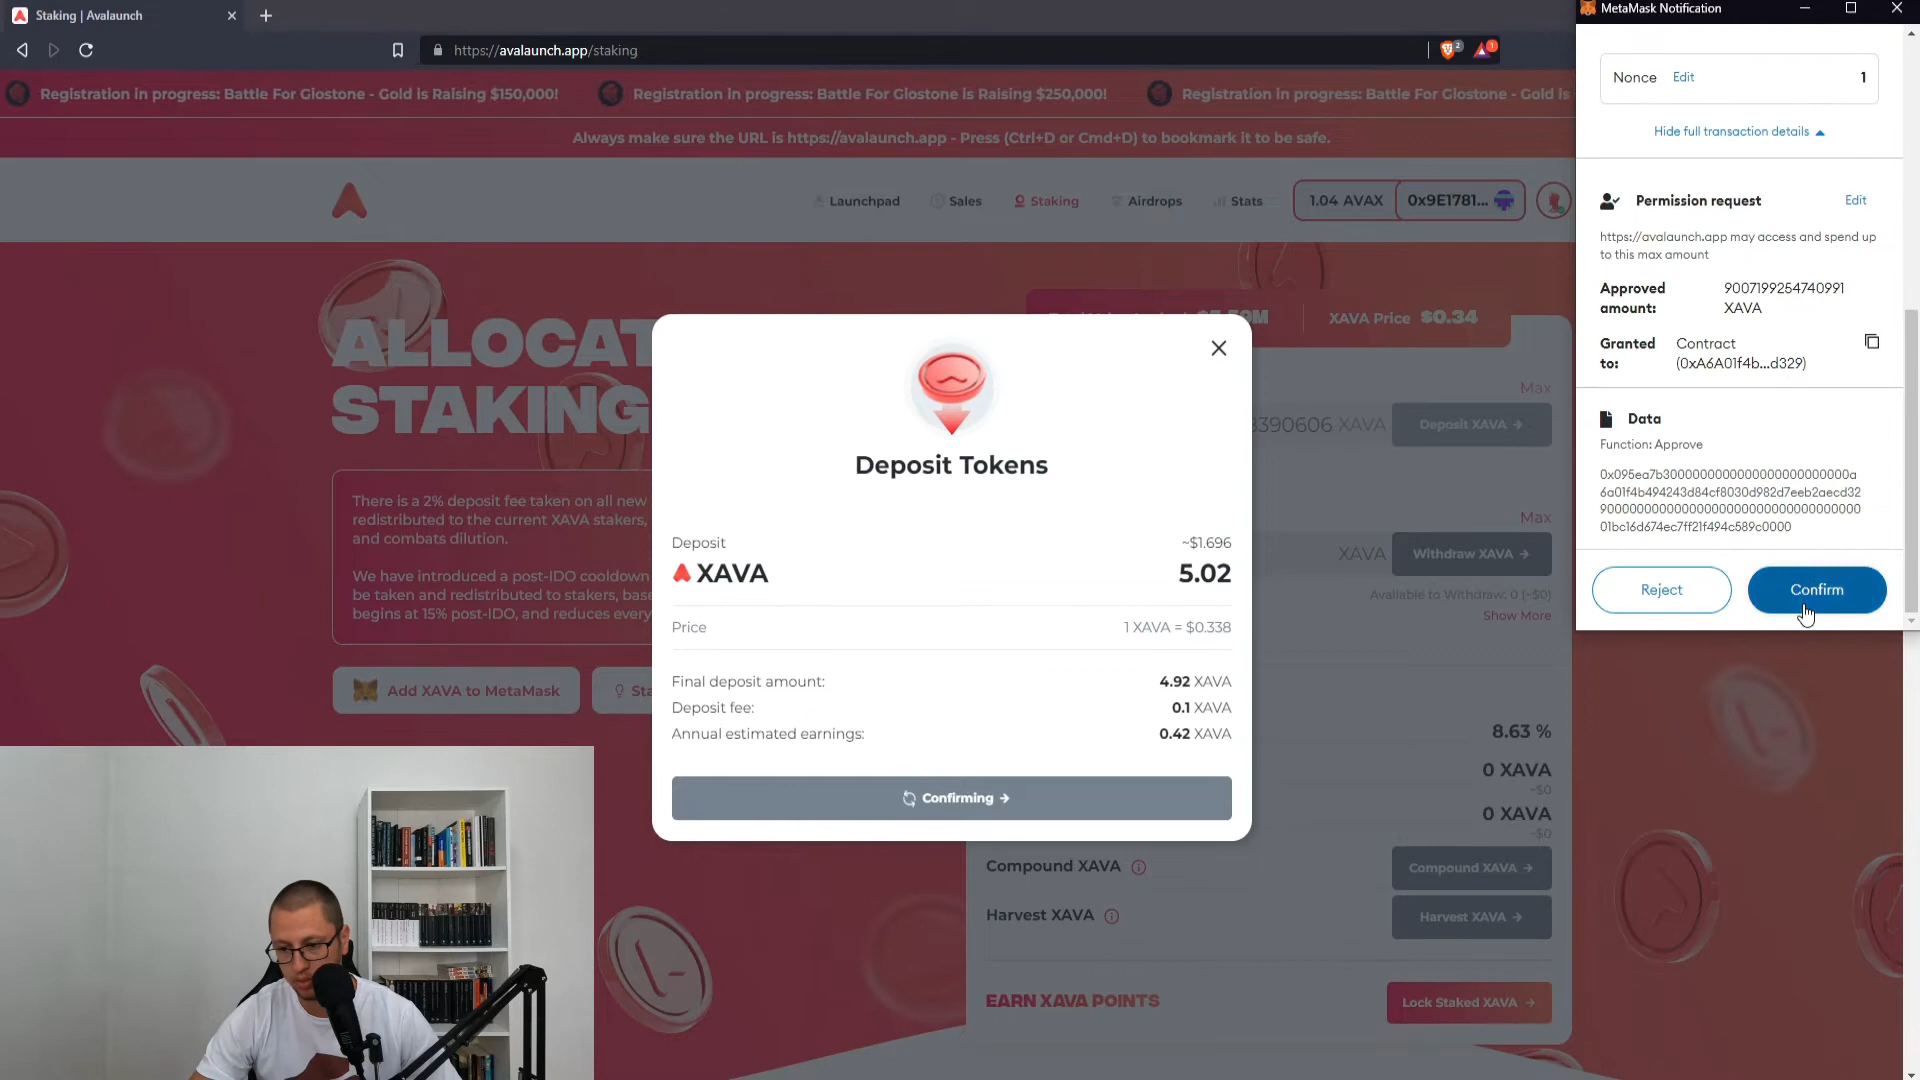 Staking | Avalaunch
https://avalaunch.app/staking
2
1
Registration in progress: Battle For Glostone - Gold is Raising $150,000!
Registration in progress: Battle For Glostone is Raising $250,000!
Registration in progress: Battle For Glostone - Gold is
Always make sure the URL is https://avalaunch.app - Press (Ctrl+D or Cmd+D) to bookmark it to be safe.
Launchpad
Sales
Staking
Airdrops
Stats
1.04 AVAX
0x9E1781...
XAVA Price $0.34
ALLOCAT
STAKING
There is a 2% deposit fee taken on all new
redistributed to the current XAVA stakers,
and combats dilution.
We have introduced a post-IDO cooldown
be taken and redistributed to stakers, base
begins at 15% post-IDO, and reduces every
Add XAVA to MetaMask
Sta
Deposit Tokens
Deposit
~$1.696
XAVA
5.02
Price
1 XAVA = $0.338
Final deposit amount:
4.92 XAVA
Deposit fee:
0.1 XAVA
Annual estimated earnings:
0.42 XAVA
Confirming
Max
8390606 XAVA
Deposit XAVA
Max
XAVA
Withdraw XAVA
Available to Withdraw: 0 (~$0)
Show More
8.63 %
0 XAVA
~$0
0 XAVA
~$0
Compound XAVA
Compound XAVA
Harvest XAVA
Harvest XAVA
EARN XAVA POINTS
Lock Staked XAVA
MetaMask Notification
Nonce
Edit
1
Hide full transaction details
Permission request
Edit
https://avalaunch.app may access and spend up
to this max amount
Approved amount:
9007199254740991 XAVA
Granted to:
Contract (0xA6A01f4b...d329)
Data
Function: Approve
0x095ea7b3000000000000000000000000a
6a01f4b494243d84cf8030d982d7eeb2aecd32
9000000000000000000000000000000000000
01bc16d674ec7ff21f494c589c0000
Reject
Confirm